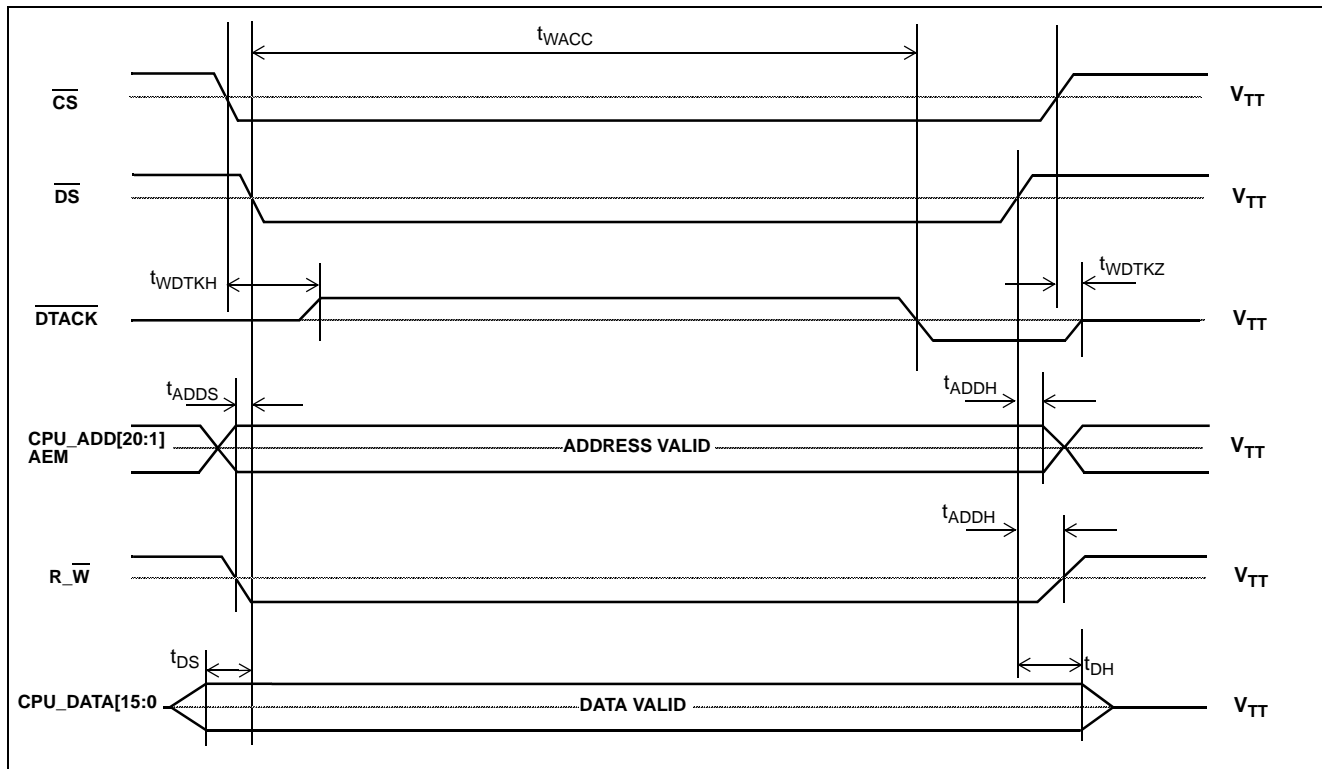 tWACC
CS
VTT
DS
VTT
tWDTKH
tWDTKZ
DTACK
VTT
tADDS
tADDH
CPU_ADD[20:1]
AEM
ADDRESS VALID
VTT
tADDH
R_W
VTT
tDS
tDH
CPU_DATA[15:0
DATA VALID
VTT